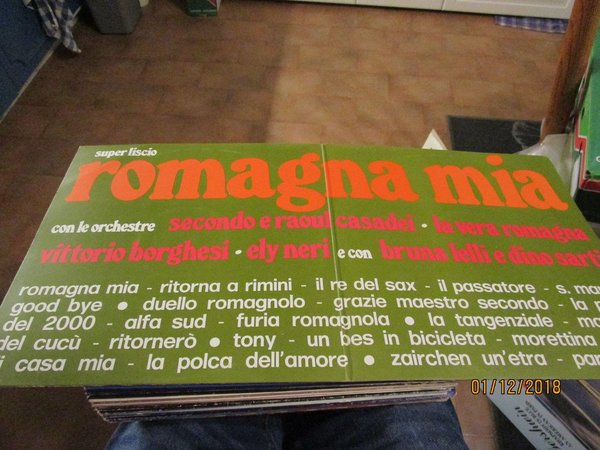 super liscio
romagna mia
con le orchestre secondo e raoul casadei · la vera romagna
vittorio borghesi · ely neri e con bruna lelli e dino sarti
romagna mia - ritorna a rimini - il re del sax - il passatore - s. mar
good bye ● duello romagnolo - grazie maestro secondo - la
del 2000 - alfa sud - furia romagnola ● la tangenziale -
del cucù - ritornerò ● tony - un bes in bicicleta - morettina
i casa mia - la polca dell'amore ● zairchen un'etra -
01/12/2018